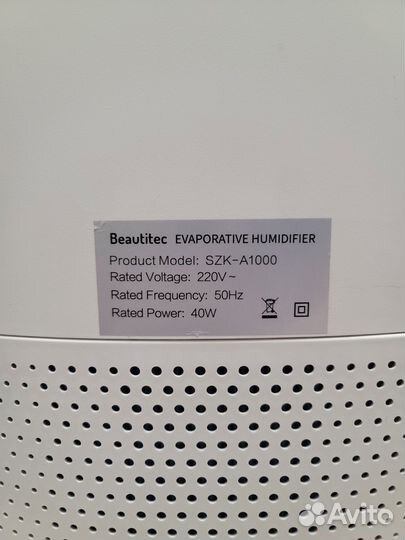 Beautitec EVAPORATIVE HUMIDIFIER
Product Model: SZK-A1000
Rated Voltage: 220V~
Rated Frequency: 50Hz
Rated Power: 40W
Avito